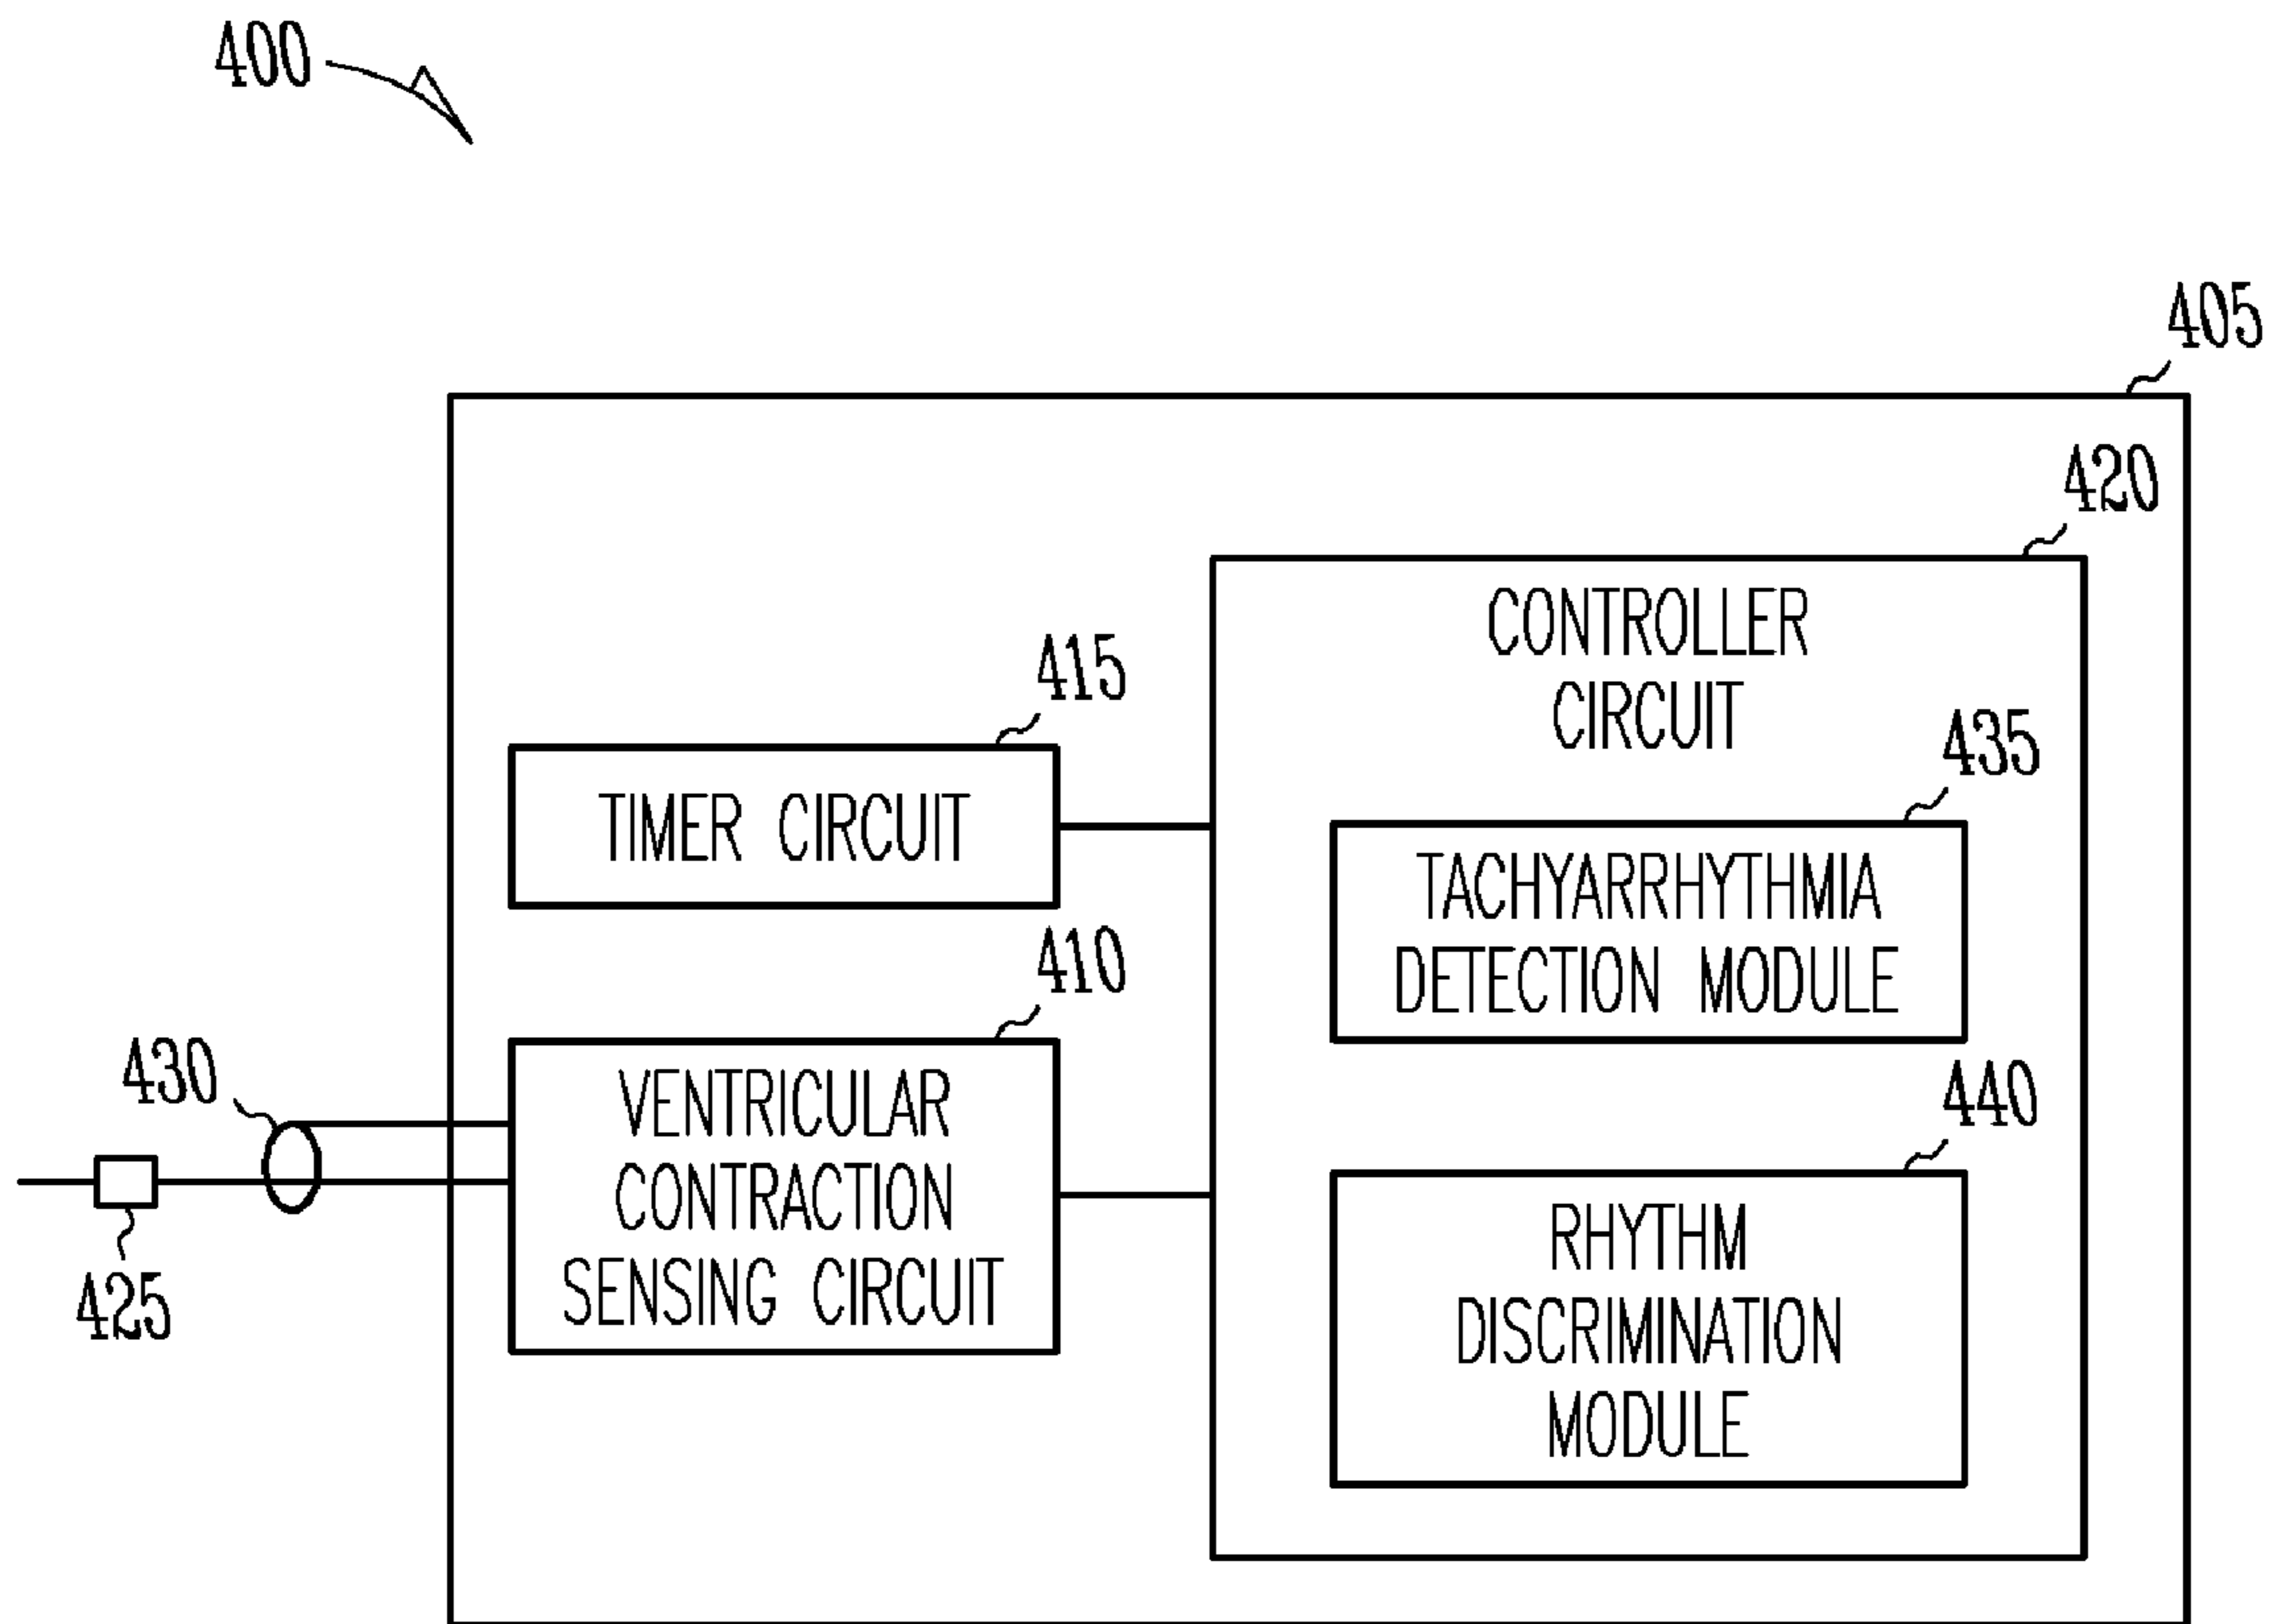 400
405
420
CONTROLLER
CIRCUIT
415
TIMER CIRCUIT
435
TACHYARRHYTHMIA
DETECTION MODULE
410
430
VENTRICULAR
CONTRACTION
SENSING CIRCUIT
425
440
RHYTHM
DISCRIMINATION
MODULE